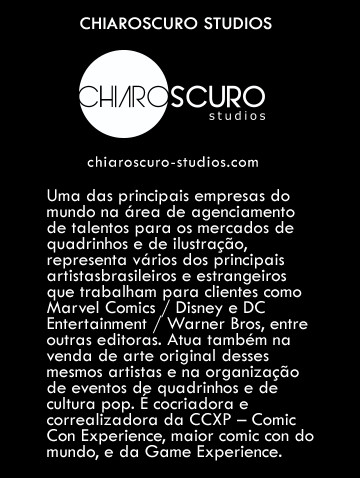 CHIAROSCURO STUDIOS
CHIAROSCURO
studios
chiaroscuro-studios.com
Uma das principais empresas do
mundo na área de agenciamento
de talentos para os mercados de
quadrinhos e de ilustração,
representa vários dos principais
artistasbrasileiros e estrangeiros
que trabalham para clientes como
Marvel Comics / Disney e DC
Entertainment / Warner Bros, entre
outras editoras. Atua também na
venda de arte original desses
mesmos artistas e na organização
de eventos de quadrinhos e de
cultura pop. É cocriadora e
correalizadora da CCXP – Comic
Con Experience, maior comic con do
mundo, e da Game Experience.